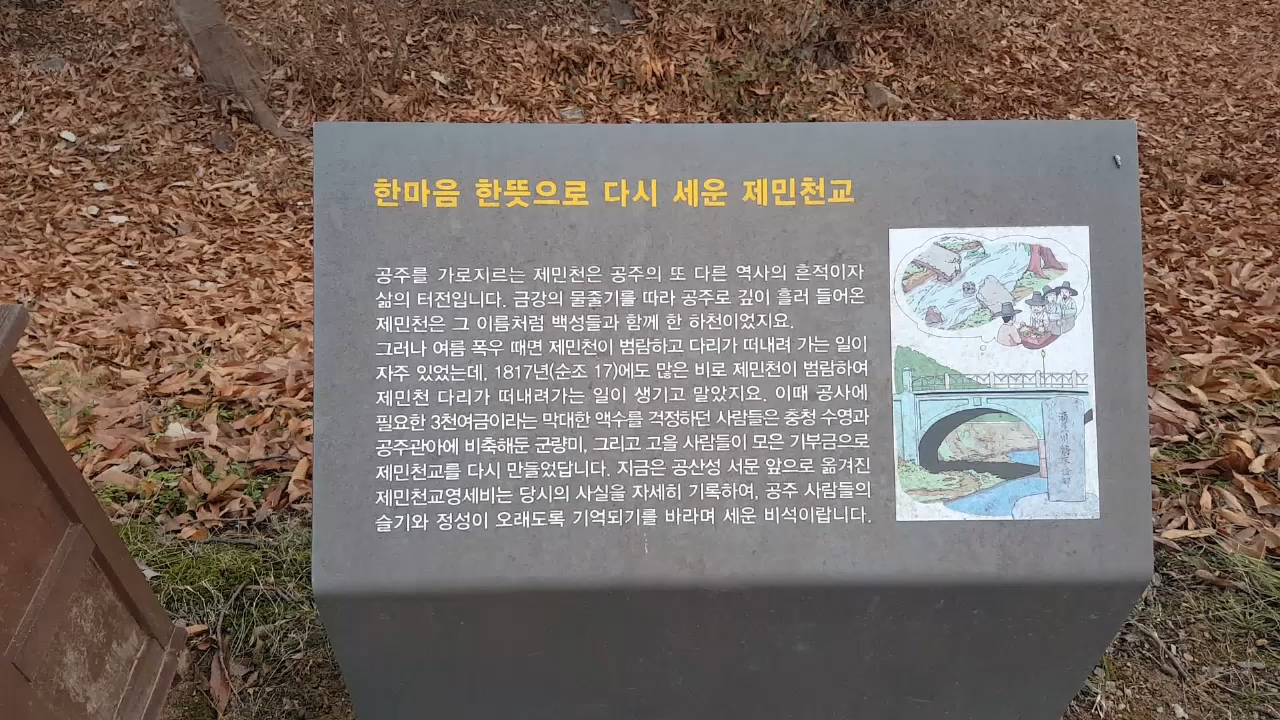 한마음 한뜻으로 다시 세운 제민천교
공주를 가로지르는 제민천은 공주의 또 다른 역사의 흔적이자
삶의 터전입니다. 금강의 물줄기를 따라 공주로 깊이 흘러 들어온
제민천은 그 이름처럼 백성들과 함께 한 하천이었지요.
그러나 여름 폭우 때면 제민천이 범람하고 다리가 떠내려 가는 일이
자주 있었는데, 1817년(순조 17)에도 많은 비로 제민천이 범람하여
제민천 다리가 떠내려가는 일이 생기고 말았지요. 이때 공사에
필요한 3천여금이라는 막대한 액수를 걱정하던 사람들은 충청 수영과
공주관아에 비축해둔 군량미, 그리고 고을 사람들이 모은 기부금으로
제민천교를 다시 만들었답니다. 지금은 공산성 서문 앞으로 옮겨진
제민천교영세비는 당시의 사실을 자세히 기록하여, 공주 사람들의
슬기와 정성이 오래도록 기억되기를 바라며 세운 비석이랍니다.